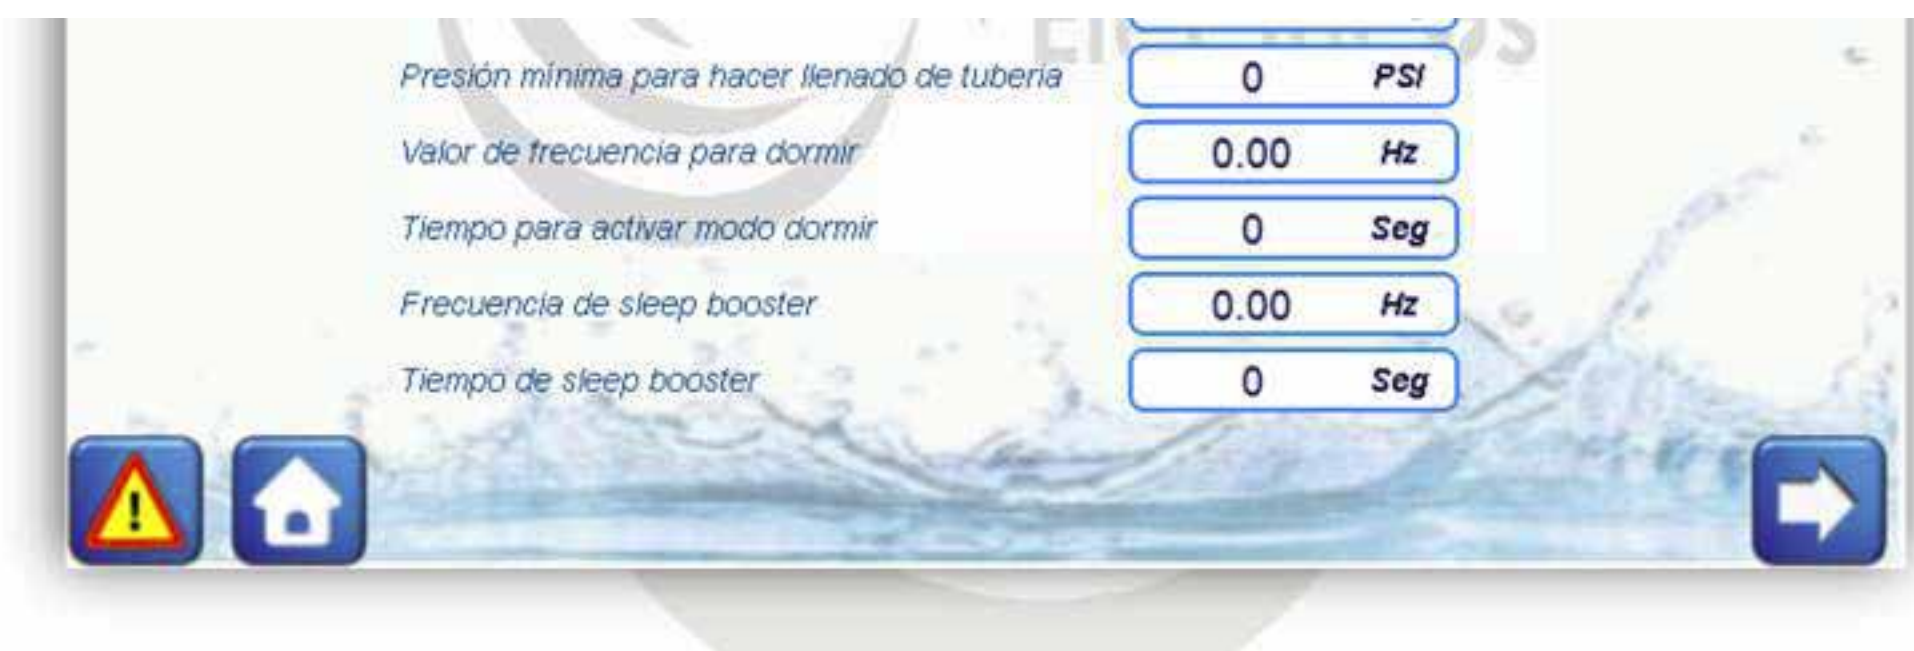 Presión mínima para hacer llenado de tubería 0 PSI
Valor de frecuencia para dormir 0.00 Hz
Tiempo para activar modo dormir 0 Seg
Frecuencia de sleep booster 0.00 Hz
Tiempo de sleep booster 0 Seg
!